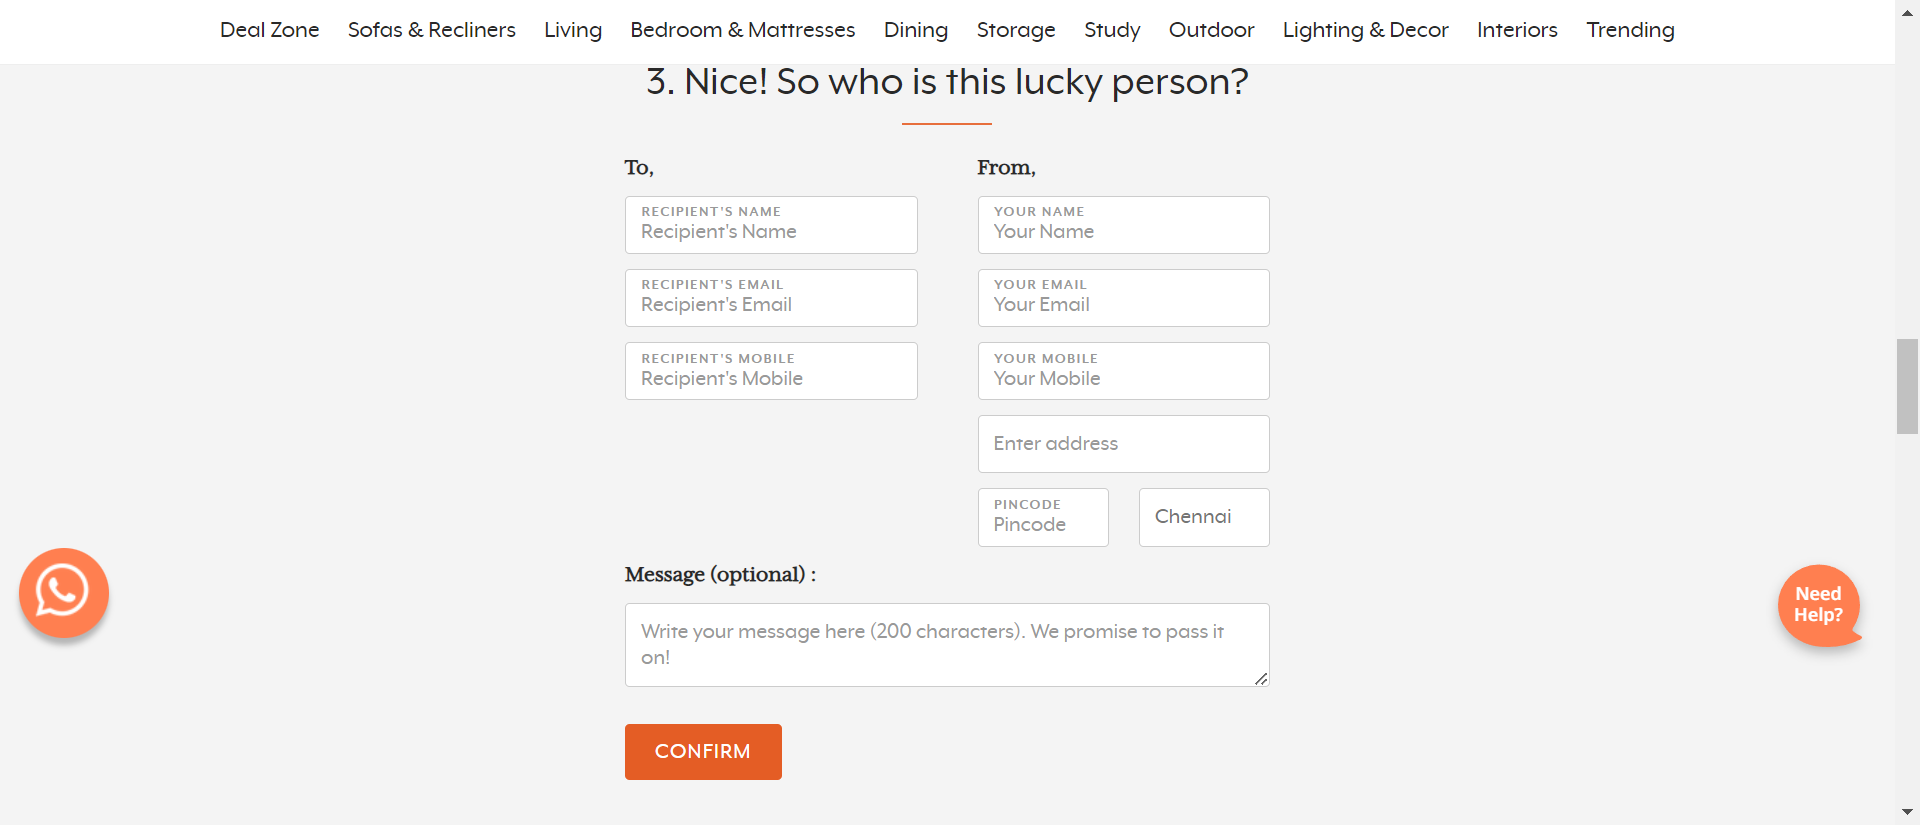 Deal Zone Sofas & Recliners Living Bedroom & Mattresses Dining Storage Study Outdoor Lighting & Decor Interiors Trending
3. Nice! So who is this lucky person?
To,
RECIPIENT'S NAME
Recipient's Name
RECIPIENT'S EMAIL
Recipient's Email
RECIPIENT'S MOBILE
Recipient's Mobile
From,
YOUR NAME
Your Name
YOUR EMAIL
Your Email
YOUR MOBILE
Your Mobile
Enter address
PINCODE
Pincode
Chennai
Message (optional) :
Write your message here (200 characters). We promise to pass it
on!
CONFIRM
Need
Help?